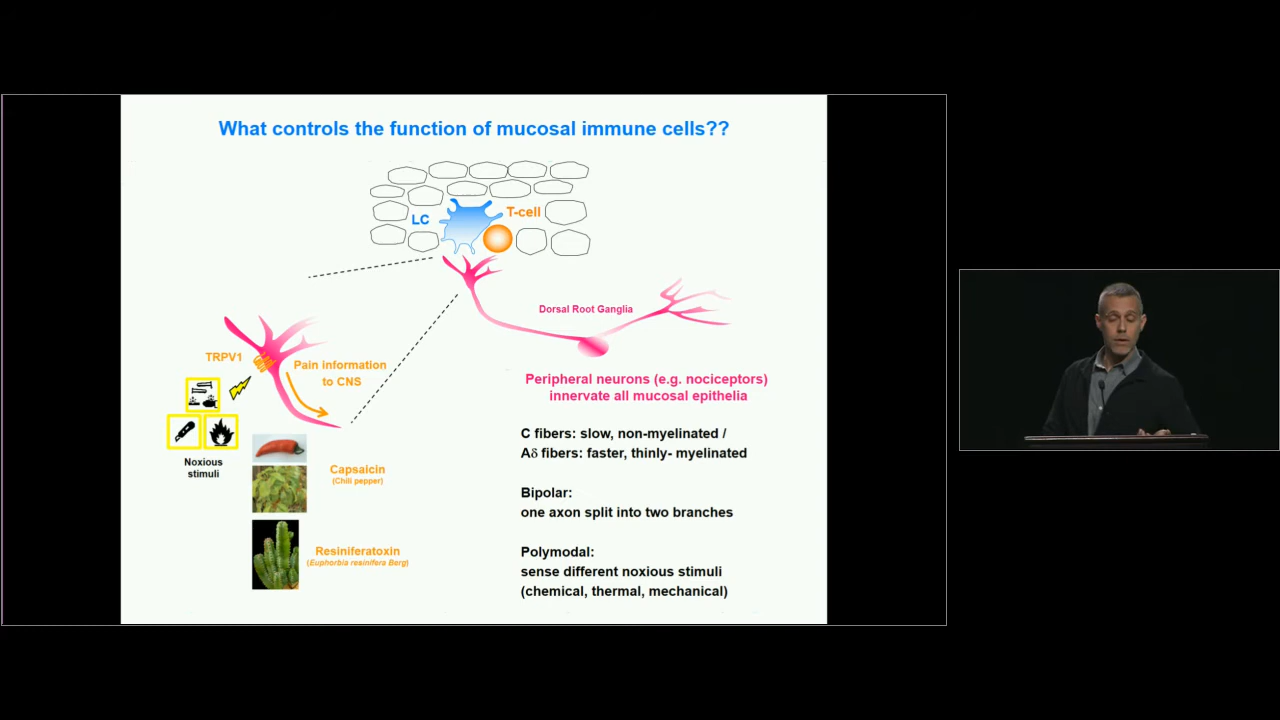 What controls the function of mucosal immune cells??
LC
T-cell
Dorsal Root Ganglia
TRPV1
Pain information
to CNS
Noxious
stimuli
Capsaicin
(Chili pepper)
Resiniferatoxin
(Euphorbia resinifera Berg)
Peripheral neurons (e.g. nociceptors)
innervate all mucosal epithelia
C fibers: slow, non-myelinated /
Aδ fibers: faster, thinly- myelinated
Bipolar:
one axon split into two branches
Polymodal:
sense different noxious stimuli
(chemical, thermal, mechanical)